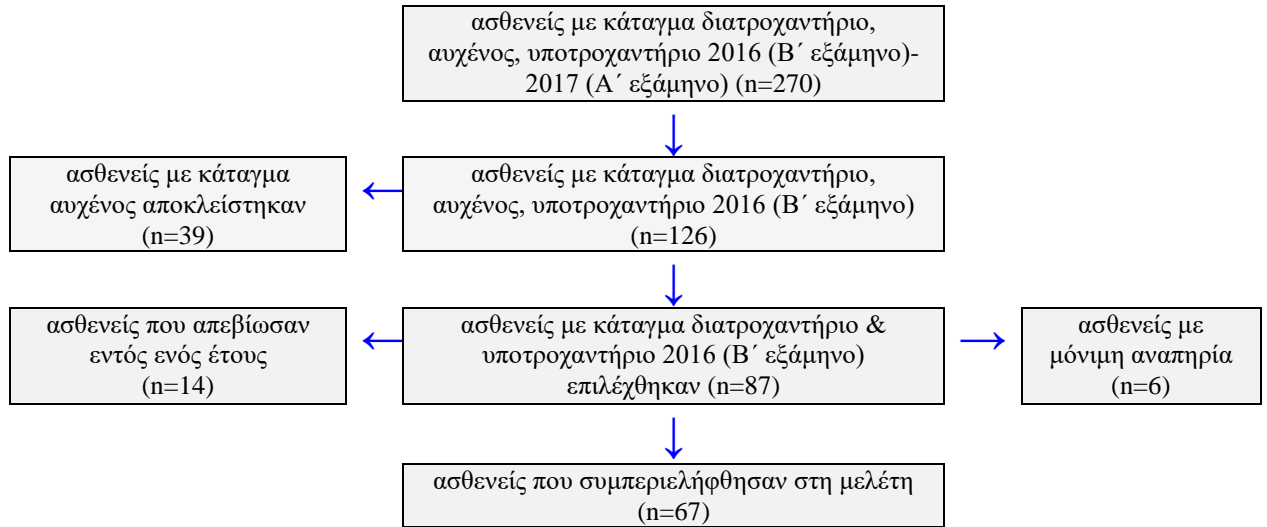 ασθενείς με κάταγμα διατροχαντήριο,
αυχένος, υποτροχαντήριο 2016 (Β΄ εξάμηνο)-
2017 (Α΄ εξάμηνο) (n=270)
ασθενείς με κάταγμα
αυχένος αποκλείστηκαν
(n=39)
ασθενείς με κάταγμα διατροχαντήριο,
αυχένος, υποτροχαντήριο 2016 (Β΄ εξάμηνο)
(n=126)
ασθενείς που απεβίωσαν
εντός ενός έτους
(n=14)
ασθενείς με κάταγμα διατροχαντήριο &
υποτροχαντήριο 2016 (Β΄ εξάμηνο)
επιλέχθηκαν (n=87)
ασθενείς με
μόνιμη αναπηρία
(n=6)
ασθενείς που συμπεριελήφθησαν στη μελέτη
(n=67)